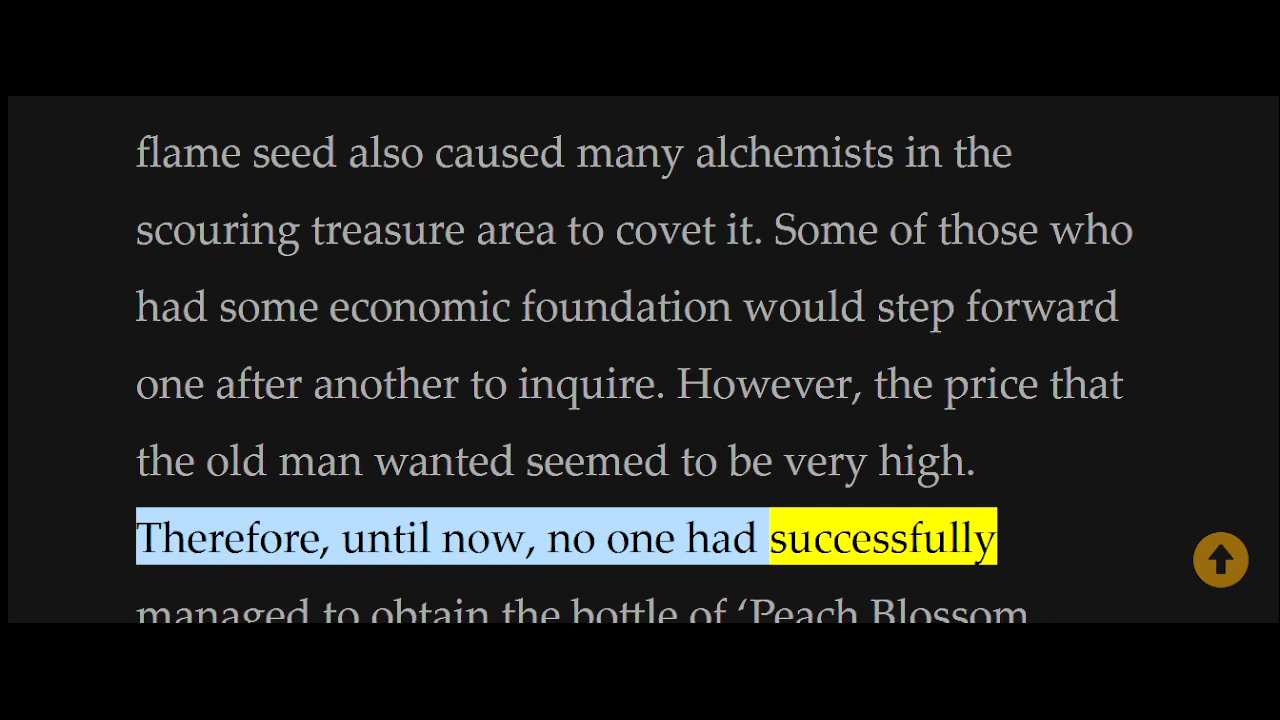 flame seed also caused many alchemists in the
scouring treasure area to covet it. Some of those who
had some economic foundation would step forward
one after another to inquire. However, the price that
the old man wanted seemed to be very high.
Therefore, until now, no one had successfully
managed to obtain the bottle of ‘Peach Blossom